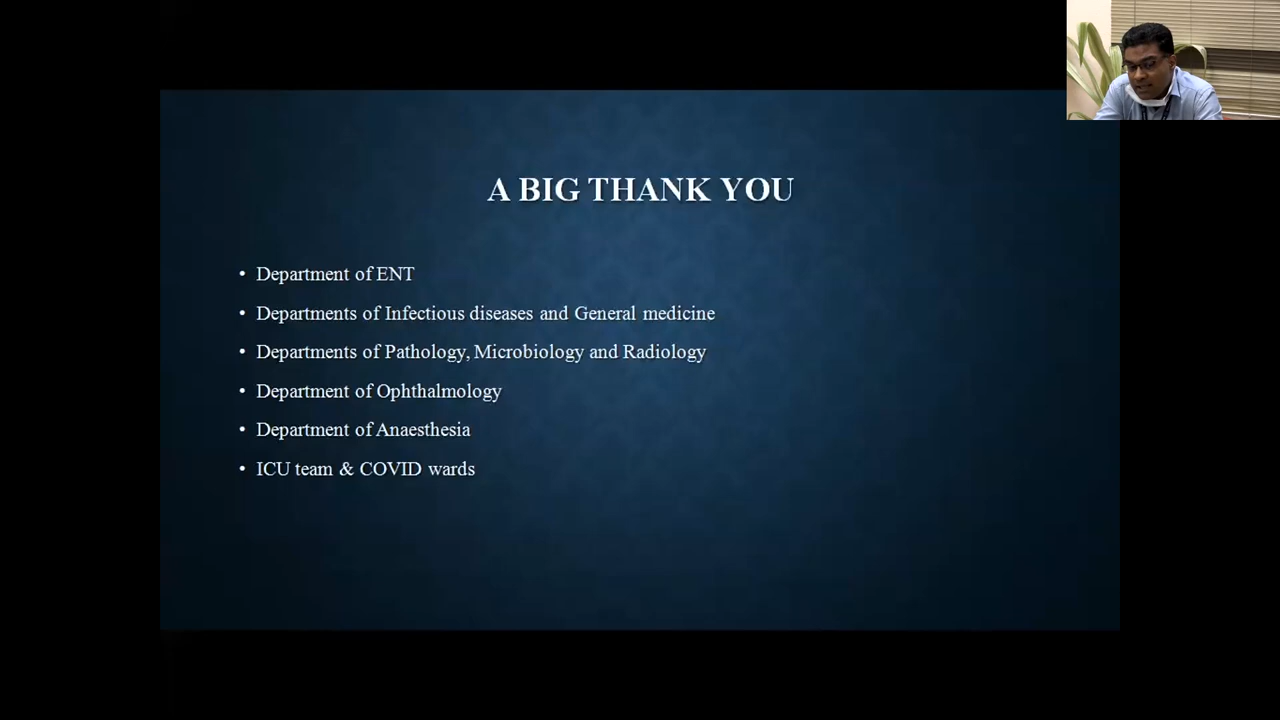 A BIG THANK YOU
• Department of ENT
• Departments of Infectious diseases and General medicine
• Departments of Pathology, Microbiology and Radiology
• Department of Ophthalmology
• Department of Anaesthesia
• ICU team & COVID wards